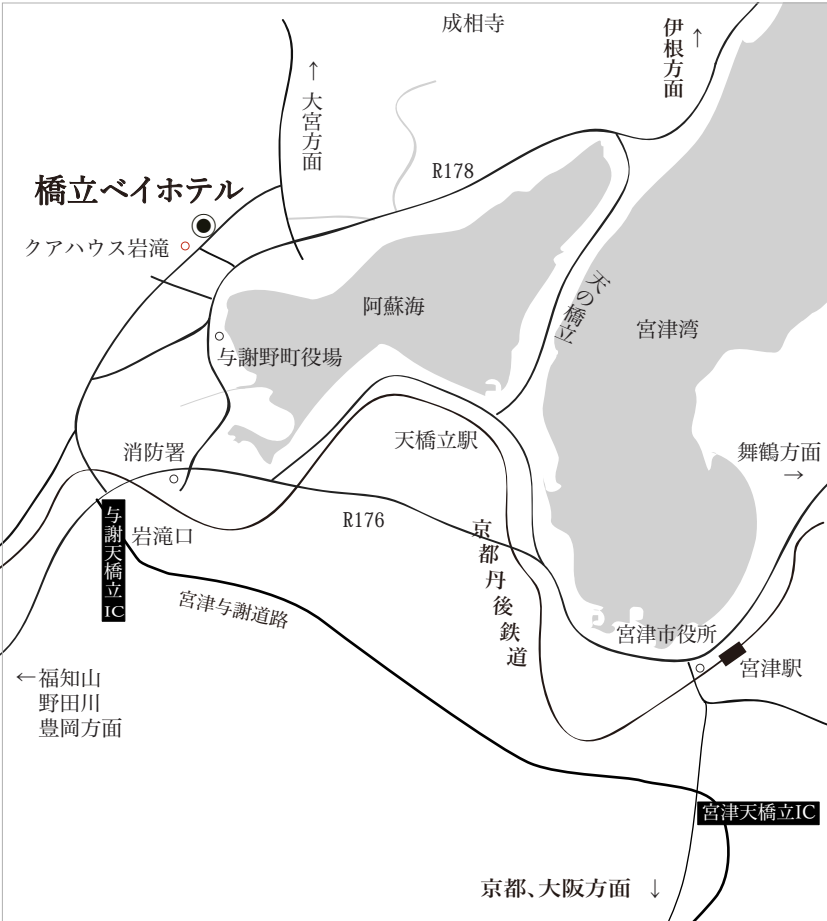 成相寺
伊根方面
↑
↑
大宮方面
R178
橋立ベイホテル
クアハウス岩滝
阿蘇海
天の橋立
宮津湾
与謝野町役場
天橋立駅
消防署
舞鶴方面
→
与謝天橋立IC
岩滝口
R176
京都丹後鉄道
宮津与謝道路
宮津市役所
宮津駅
←福知山
野田川
豊岡方面
宮津天橋立IC
京都、大阪方面 ↓